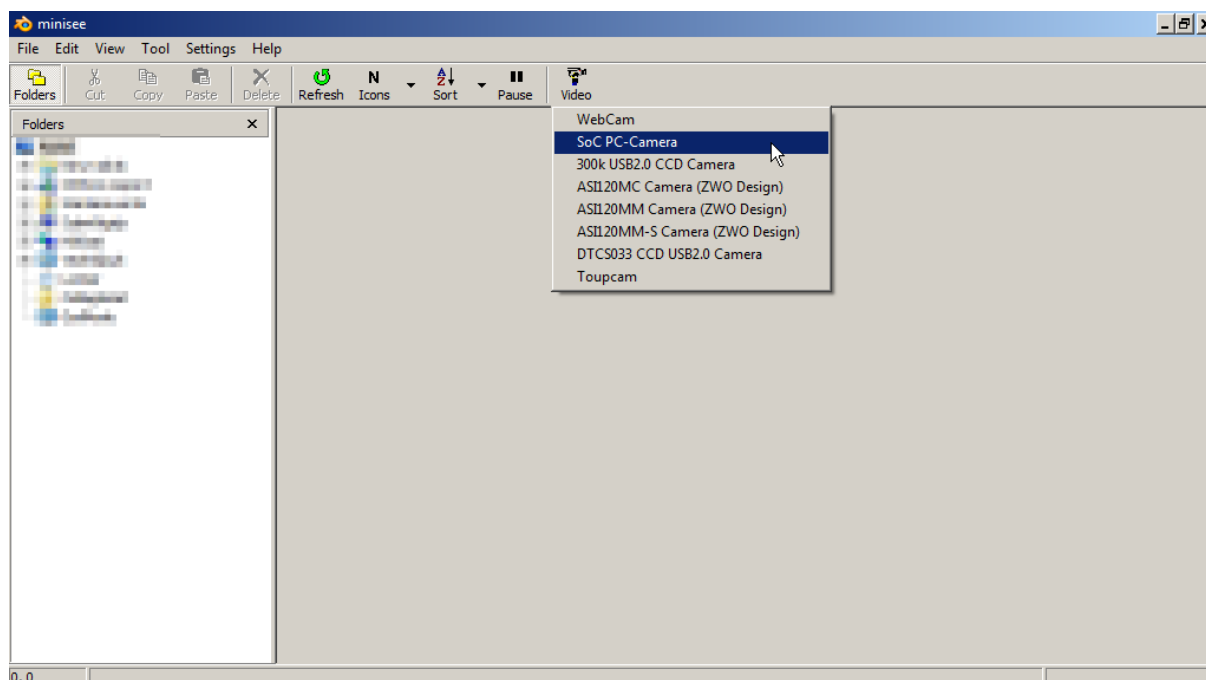 minisee
File Edit View Tool Settings Help
Folders Cut Copy Paste Delete Refresh N Icons A Z Sort Pause Video
Folders x
WebCam
SoC PC-Camera
300k USB2.0 CCD Camera
ASI120MC Camera (ZWO Design)
ASI120MM Camera (ZWO Design)
ASI120MM-S Camera (ZWO Design)
DTCS033 CCD USB2.0 Camera
Toupcam
0, 0